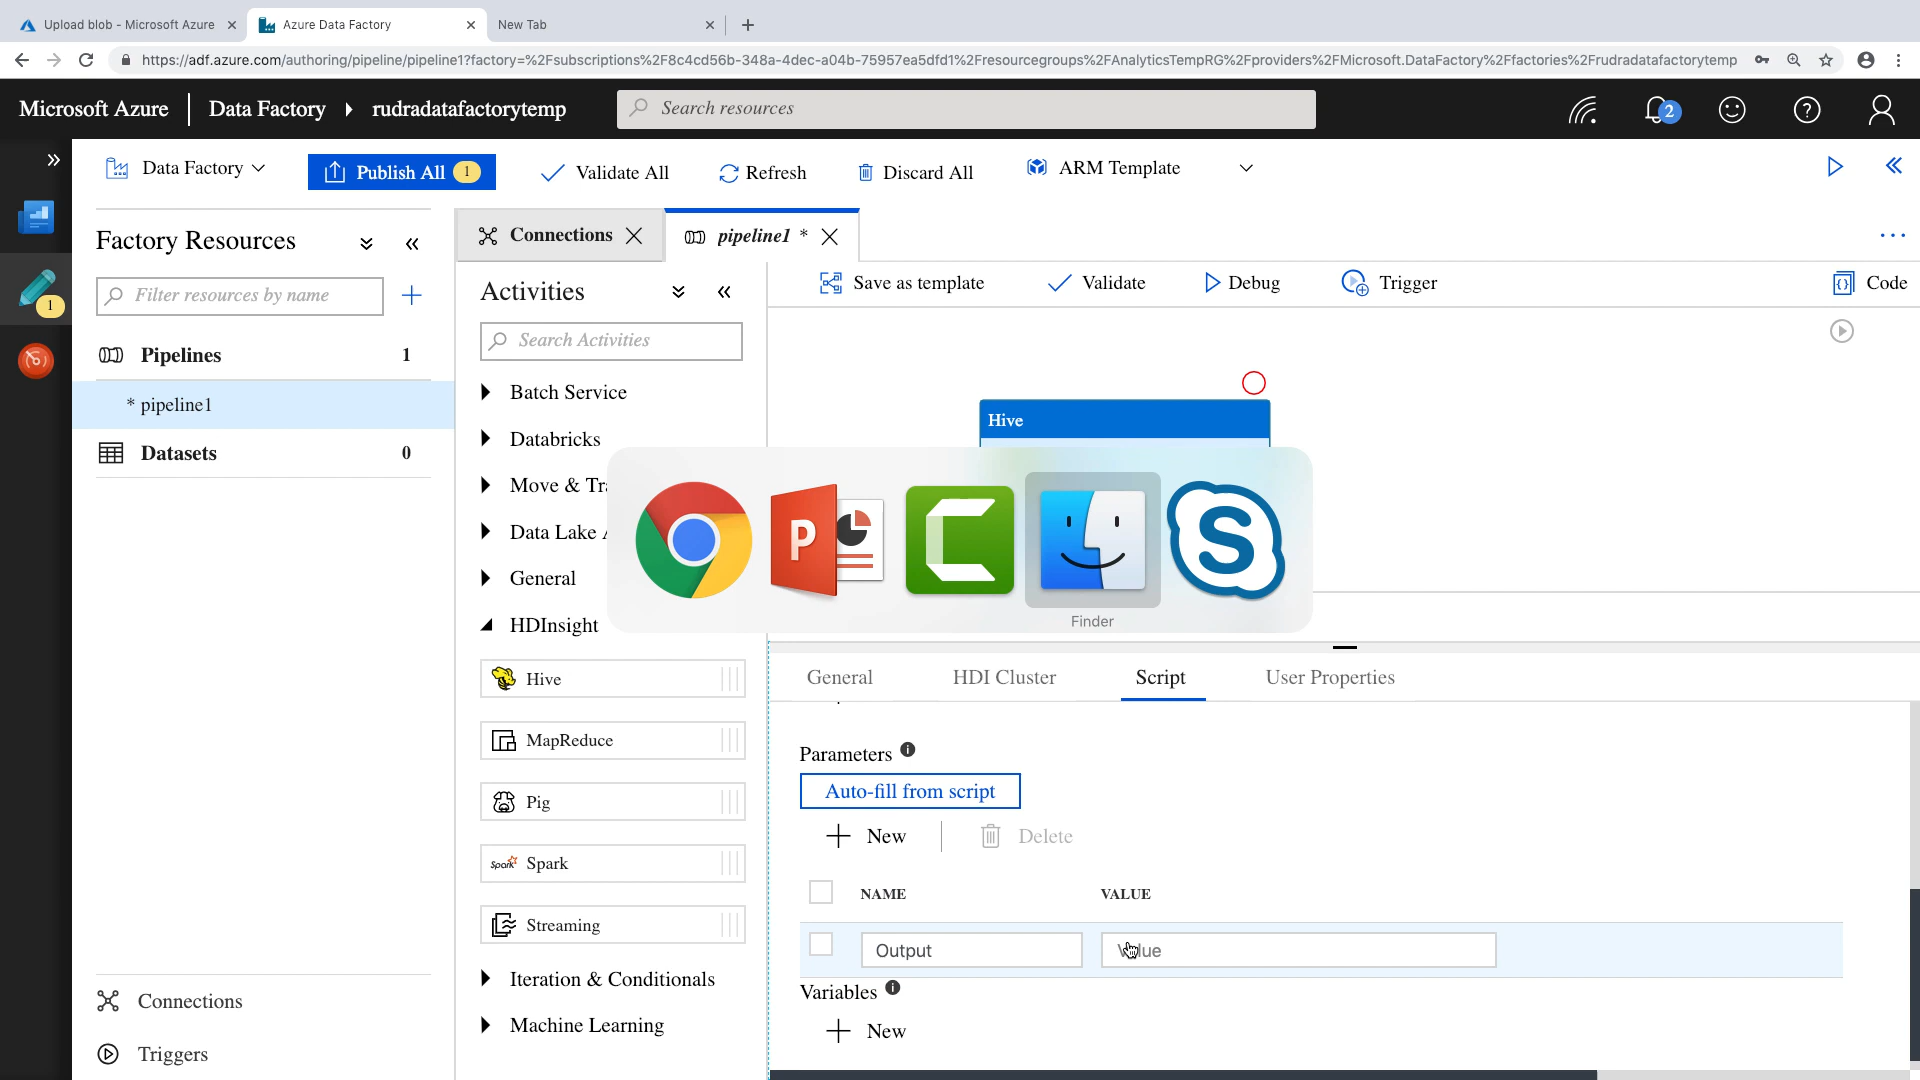 Upload blob - Microsoft Azure
Azure Data Factory
New Tab
https://adf.azure.com/authoring/pipeline/pipeline1?factory=%2Fsubscriptions%2F8c4cd56b-348a-4dec-a04b-75957ea5dfd1%2Fresourcegroups%2FAnalyticsTempRG%2Fproviders%2FMicrosoft.DataFactory%2Ffactories%2Frudradatafactorytemp
Microsoft Azure
Data Factory
rudradatafactorytemp
Search resources
2
Data Factory
Publish All 1
Validate All
Refresh
Discard All
ARM Template
Factory Resources
Connections
pipeline1 *
Activities
Save as template
Validate
Debug
Trigger
Code
Filter resources by name
1
Search Activities
Pipelines 1
* pipeline1
Datasets 0
Batch Service
Databricks
Move & Tra
Data Lake
General
HDInsight
Hive
MapReduce
Pig
Spark Spark
Streaming
Iteration & Conditionals
Machine Learning
Hive
P
S
Finder
General
HDI Cluster
Script
User Properties
Parameters
Auto-fill from script
New
Delete
NAME
VALUE
Output
Variables
New
Connections
Triggers